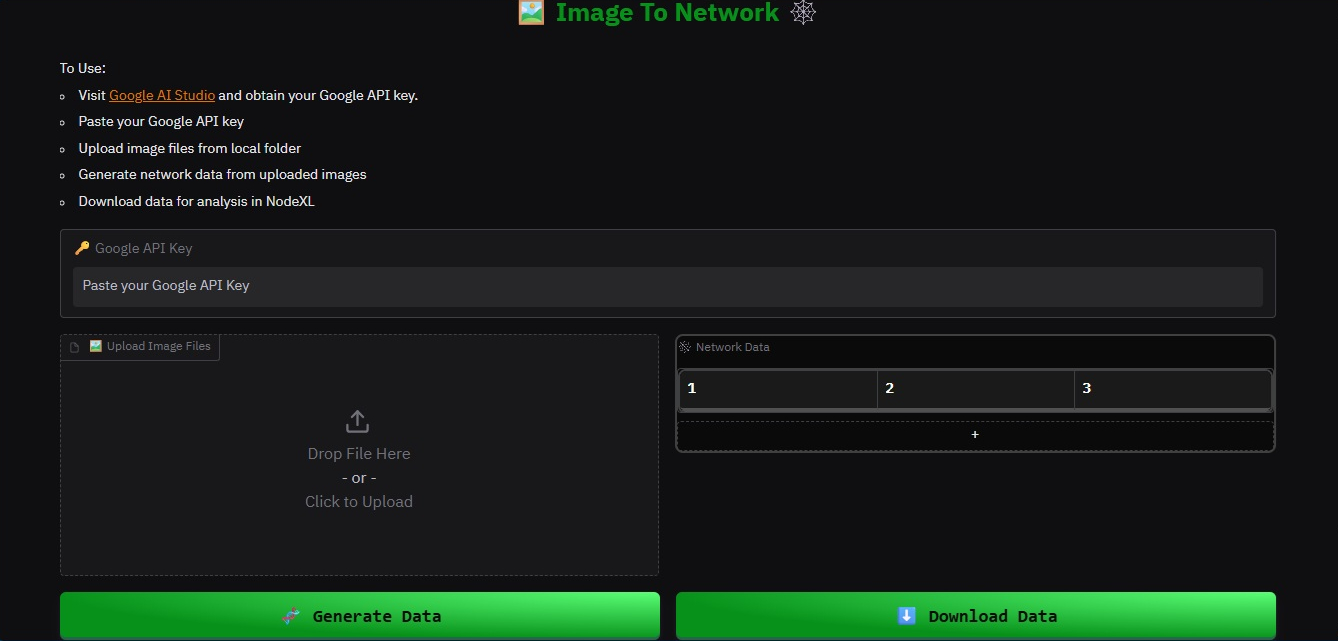 Image To Network
To Use:
Visit Google AI Studio and obtain your Google API key.
Paste your Google API key
Upload image files from local folder
Generate network data from uploaded images
Download data for analysis in NodeXL
Google API Key
Paste your Google API Key
Upload Image Files
Drop File Here
- or -
Click to Upload
Network Data
1 2 3
+
Generate Data
Download Data